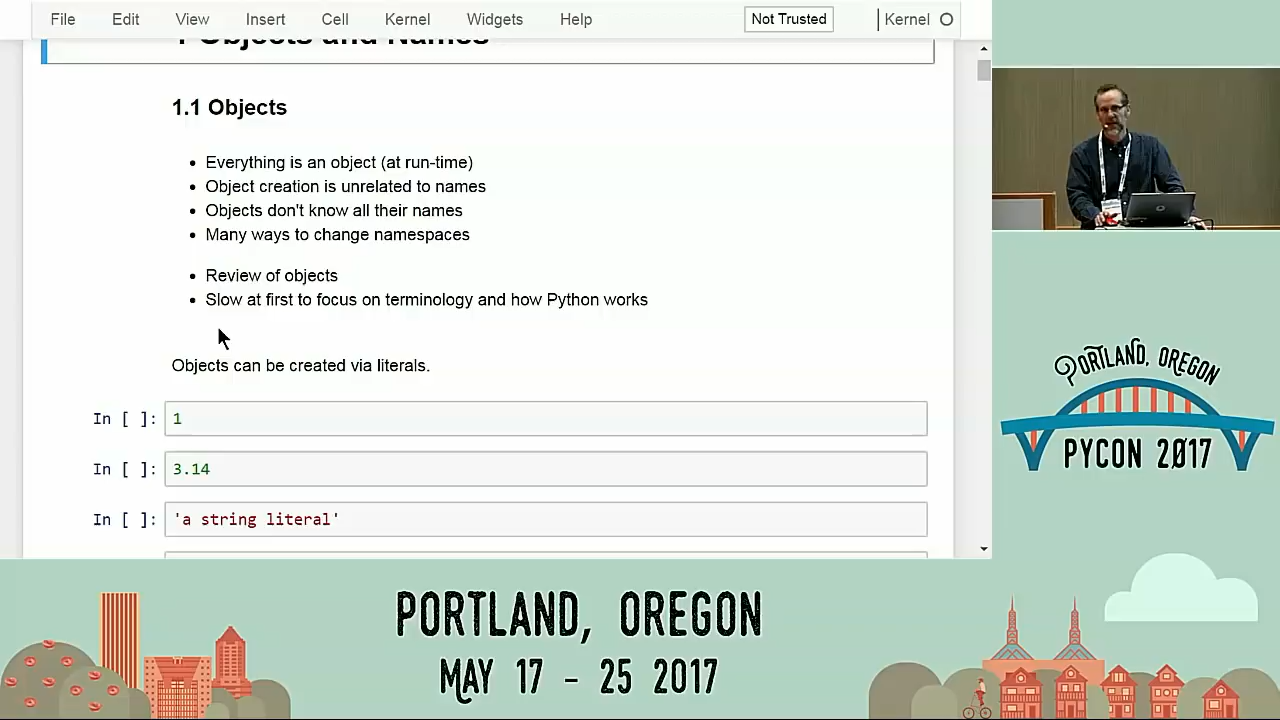 File Edit View Insert Cell Kernel Widgets Help Not Trusted Kernel
1 Objects and Names
1.1 Objects
Everything is an object (at run-time)
Object creation is unrelated to names
Objects don't know all their names
Many ways to change namespaces
Review of objects
Slow at first to focus on terminology and how Python works
Objects can be created via literals.
In [ ]: 1
In [ ]: 3.14
In [ ]: 'a string literal'
PORTLAND, OREGON
PYCON 2017
PORTLAND, OREGON
MAY 17 - 25 2017